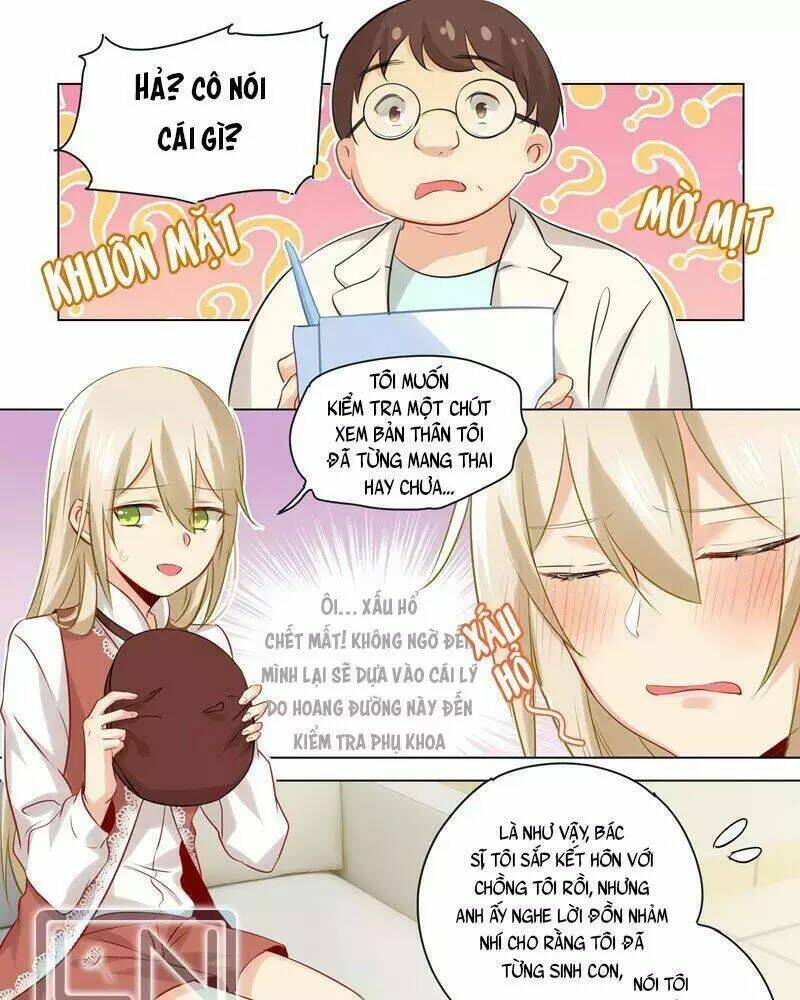 HẢ? CÔ NÓI
CÁI GÌ?
KHUÔN MẶT
MỜ MỊT
TÔI MUỐN
KIỂM TRA MỘT CHÚT
XEM BẢN THÂN TÔI
ĐÃ TỪNG MANG THAI
HAY CHƯA...
ÔI... XẤU HỔ
CHẾT MẤT! KHÔNG NGỜ ĐẾN
MÌNH LẠI SẼ DỰA VÀO CÁI LÝ
DO HOANG ĐƯỜNG NÀY ĐẾN
KIỂM TRA PHỤ KHOA
XẤU
HỔ
LÀ NHƯ VẬY, BÁC
SĨ TÔI SẮP KẾT HÔN VỚI
CHỒNG TÔI RỒI, NHƯNG
ANH ẤY NGHE LỜI ĐỒN NHẢM
NHÍ CHO RẰNG TÔI ĐÃ
TỪNG SINH CON,
NÓI TÔI
CN